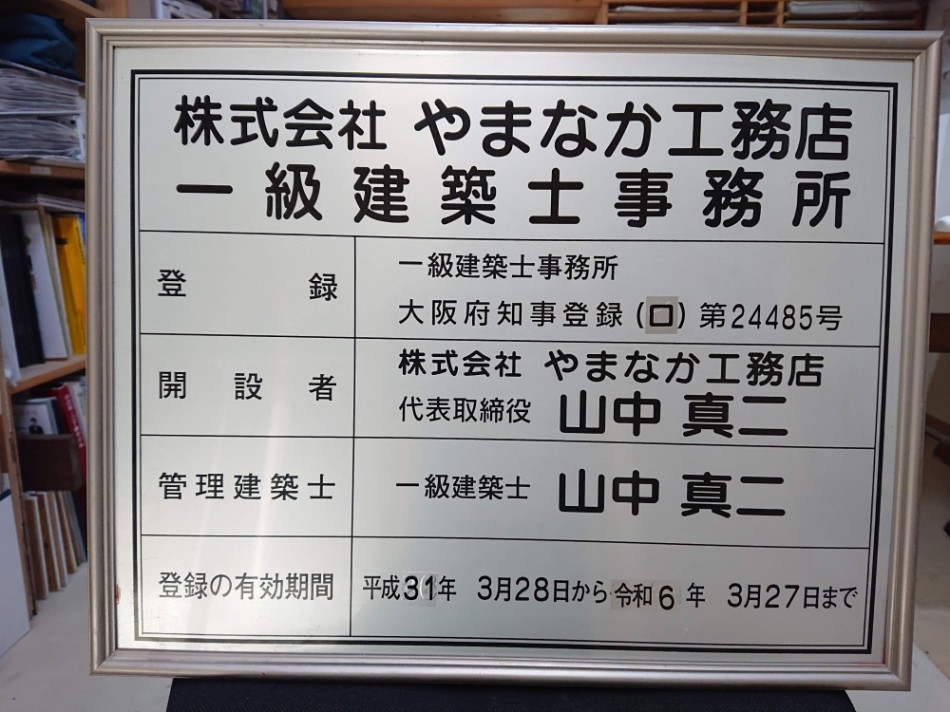 株式会社 やまなか工務店
一級建築士事務所
登録
一級建築士事務所
大阪府知事登録(ロ)第24485号
開設者
株式会社 やまなか工務店
代表取締役 山中 真二
管理建築士
一級建築士 山中 真二
登録の有効期間
平成31年 3月28日から令和6年 3月27日まで